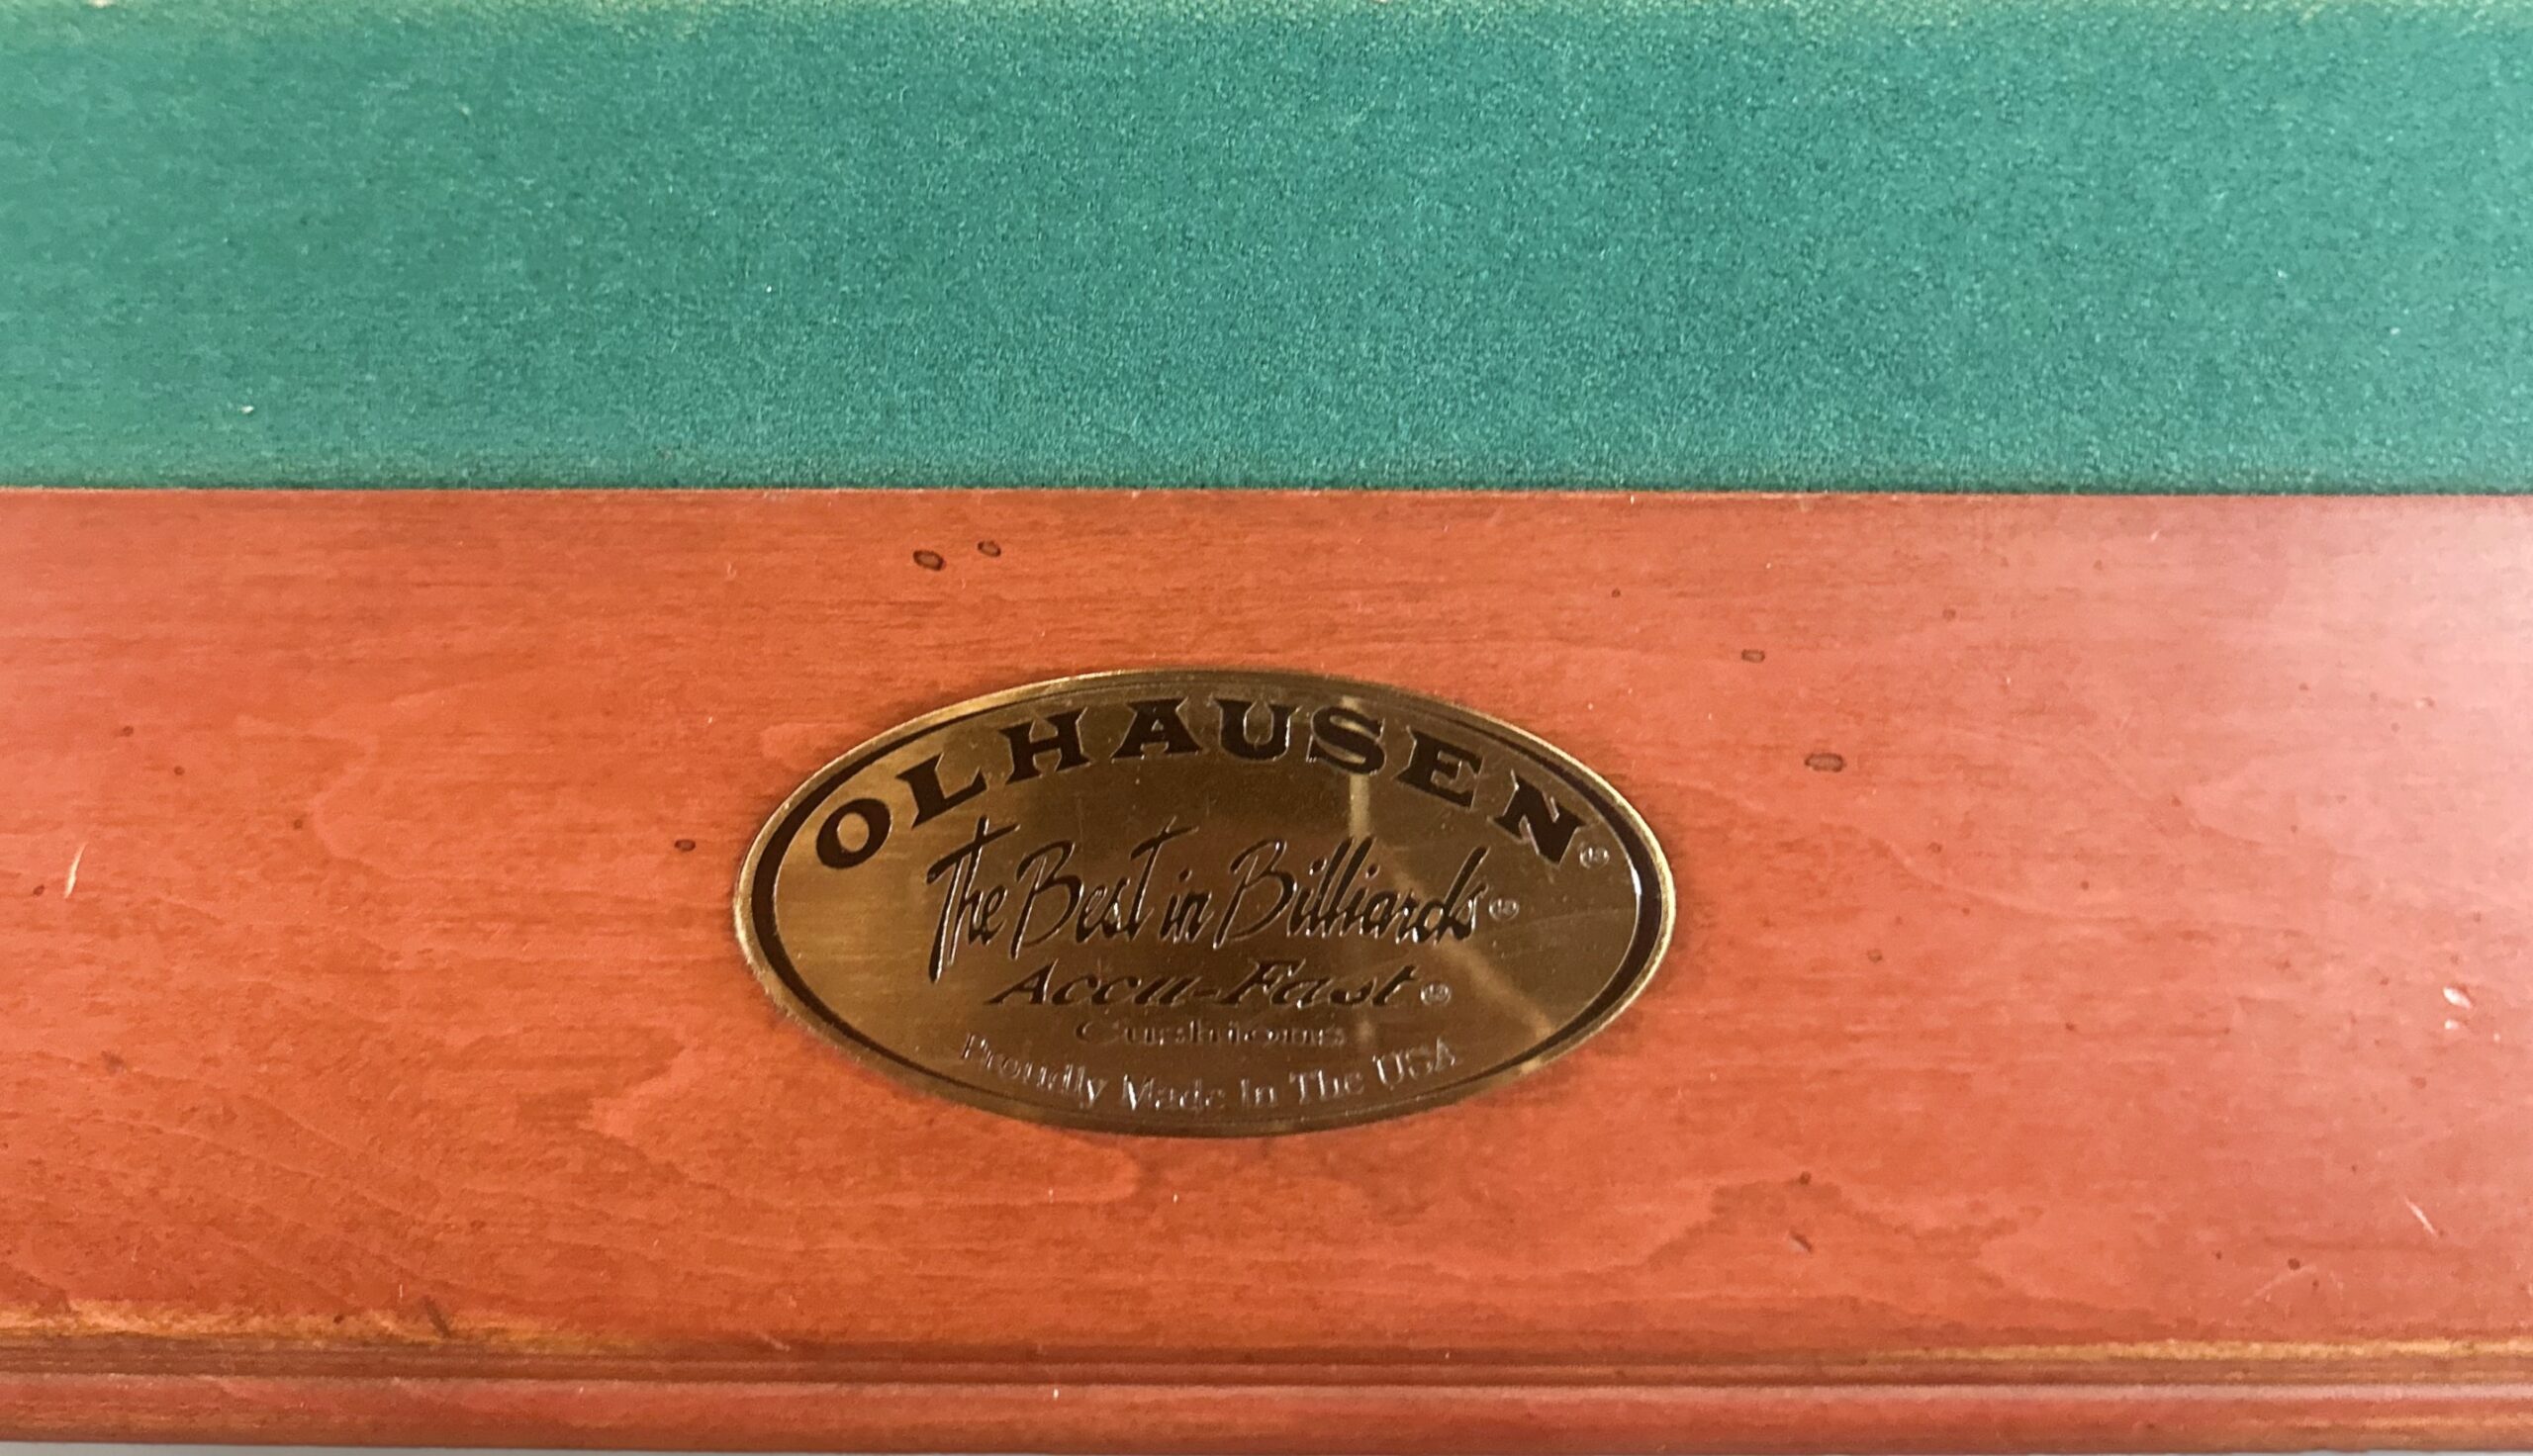 OLHAUSEN®
The Best in Billiards®
Accu-Fast®
Cushions
Proudly Made In The USA